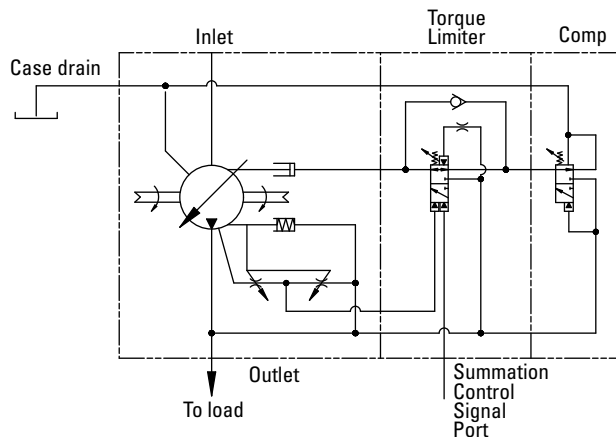 Inlet
Torque
Limiter
Comp
Case drain
Outlet
To load
Summation
Control
Signal
Port